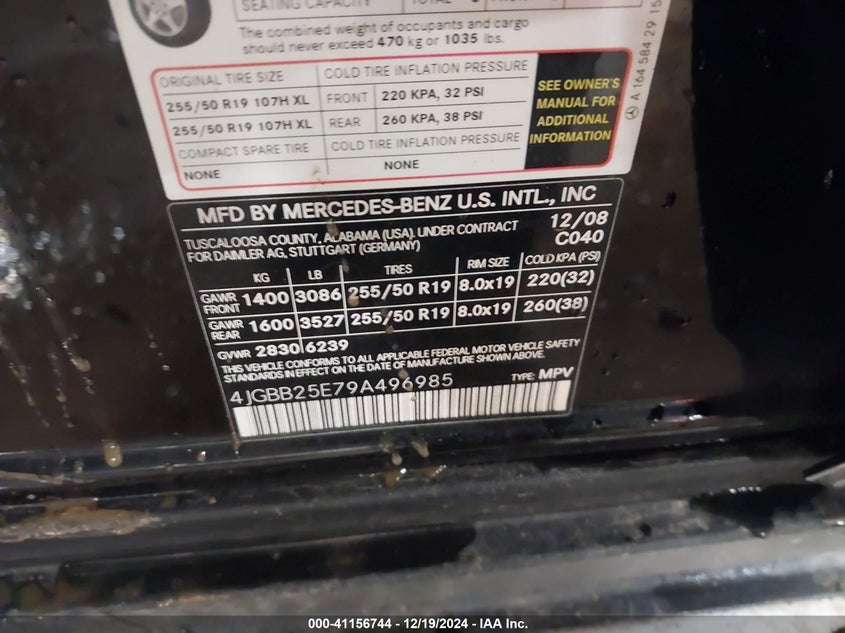 SEATING CAPACITY TOTAL
The combined weight of occupants and cargo
should never exceed 470 kg or 1035 lbs.
ORIGINAL TIRE SIZE COLD TIRE INFLATION PRESSURE
255/50 R19 107H XL FRONT 220 KPA, 32 PSI
255/50 R19 107H XL REAR 260 KPA, 38 PSI
COMPACT SPARE TIRE COLD TIRE INFLATION PRESSURE
NONE NONE
SEE OWNER'S
MANUAL FOR
ADDITIONAL
INFORMATION
A 164 584 29 15
MFD BY MERCEDES-BENZ U.S. INTL., INC
TUSCALOOSA COUNTY, ALABAMA (USA). UNDER CONTRACT 12/08
FOR DAIMLER AG, STUTTGART (GERMANY) C040
KG LB TIRES RIM SIZE COLD KPA (PSI)
GAWR FRONT 1400 3086 255/50 R19 8.0x19 220(32)
GAWR REAR 1600 3527 255/50 R19 8.0x19 260(38)
GVWR 2830 6239
THIS VEHICLE CONFORMS TO ALL APPLICABLE FEDERAL MOTOR VEHICLE SAFETY
STANDARDS IN EFFECT ON THE DATE OF MANUFACTURE SHOWN ABOVE.
4JGBB25E79A496985 TYPE: MPV
000-41156744 - 12/19/2024 - IAA Inc.